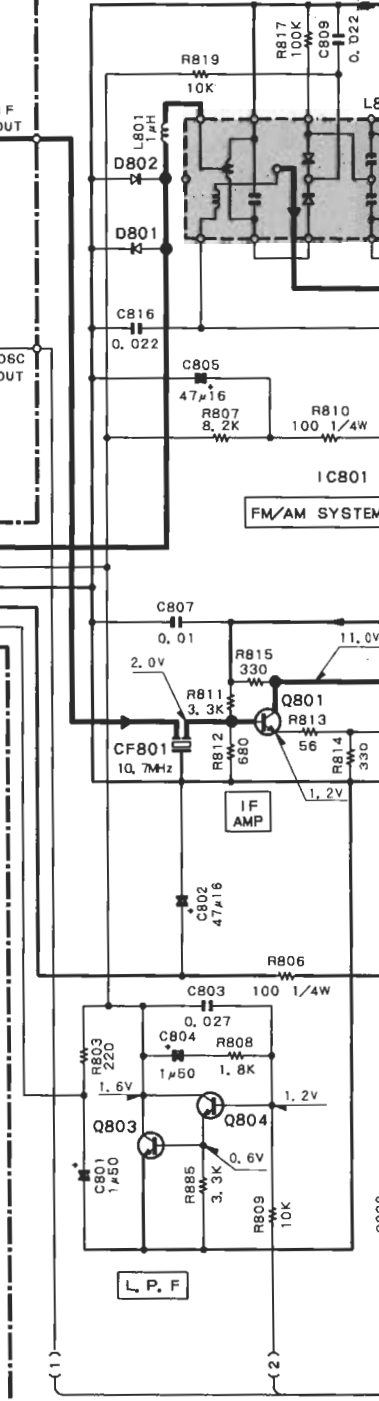 R817
100K
C809
0.022
R819
10K
L801
1μH
D802
OUT
D801
C816
0.022
OSC
OUT
C805
47μ16
+
R807
8.2K
R810
100 1/4W
IC801
FM/AM SYSTEM
C807
0.01
R815
330
11.0V
2.0V
R811
3.3K
Q801
R813
56
R812
680
R814
330
CF801
10.7MHz
1.2V
IF
AMP
+
C802
47μ16
R806
100 1/4W
C803
0.027
R803
220
+
C804
1μ50
R808
1.8K
1.6V
1.2V
Q803
Q804
+
C801
1μ50
0.6V
R885
3.3K
R809
10K
L.P.F
(1)
(2)